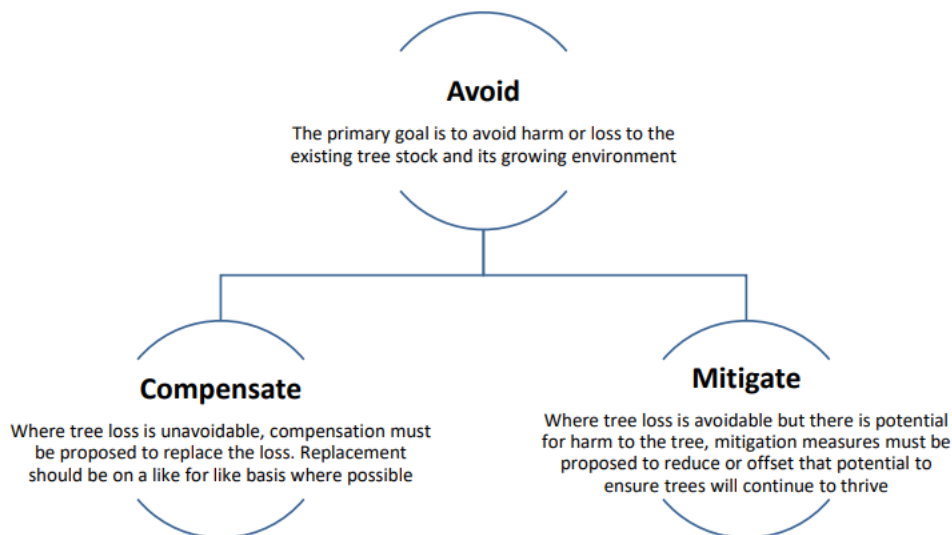 Avoid
The primary goal is to avoid harm or loss to the
existing tree stock and its growing environment
Compensate
Where tree loss is unavoidable, compensation must
be proposed to replace the loss. Replacement
should be on a like for like basis where possible
Mitigate
Where tree loss is avoidable but there is potential
for harm to the tree, mitigation measures must be
proposed to reduce or offset that potential to
ensure trees will continue to thrive